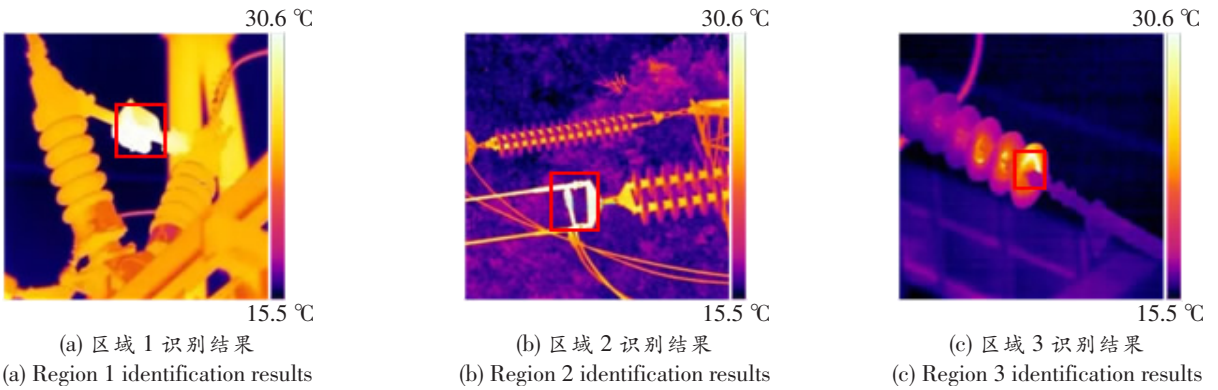 30.6 ℃
30.6 ℃
30.6 ℃
15.5 ℃
15.5 ℃
15.5 ℃
(a) 区域 1 识别结果
(b) 区域 2 识别结果
(c) 区域 3 识别结果
(a) Region 1 identification results
(b) Region 2 identification results
(c) Region 3 identification results